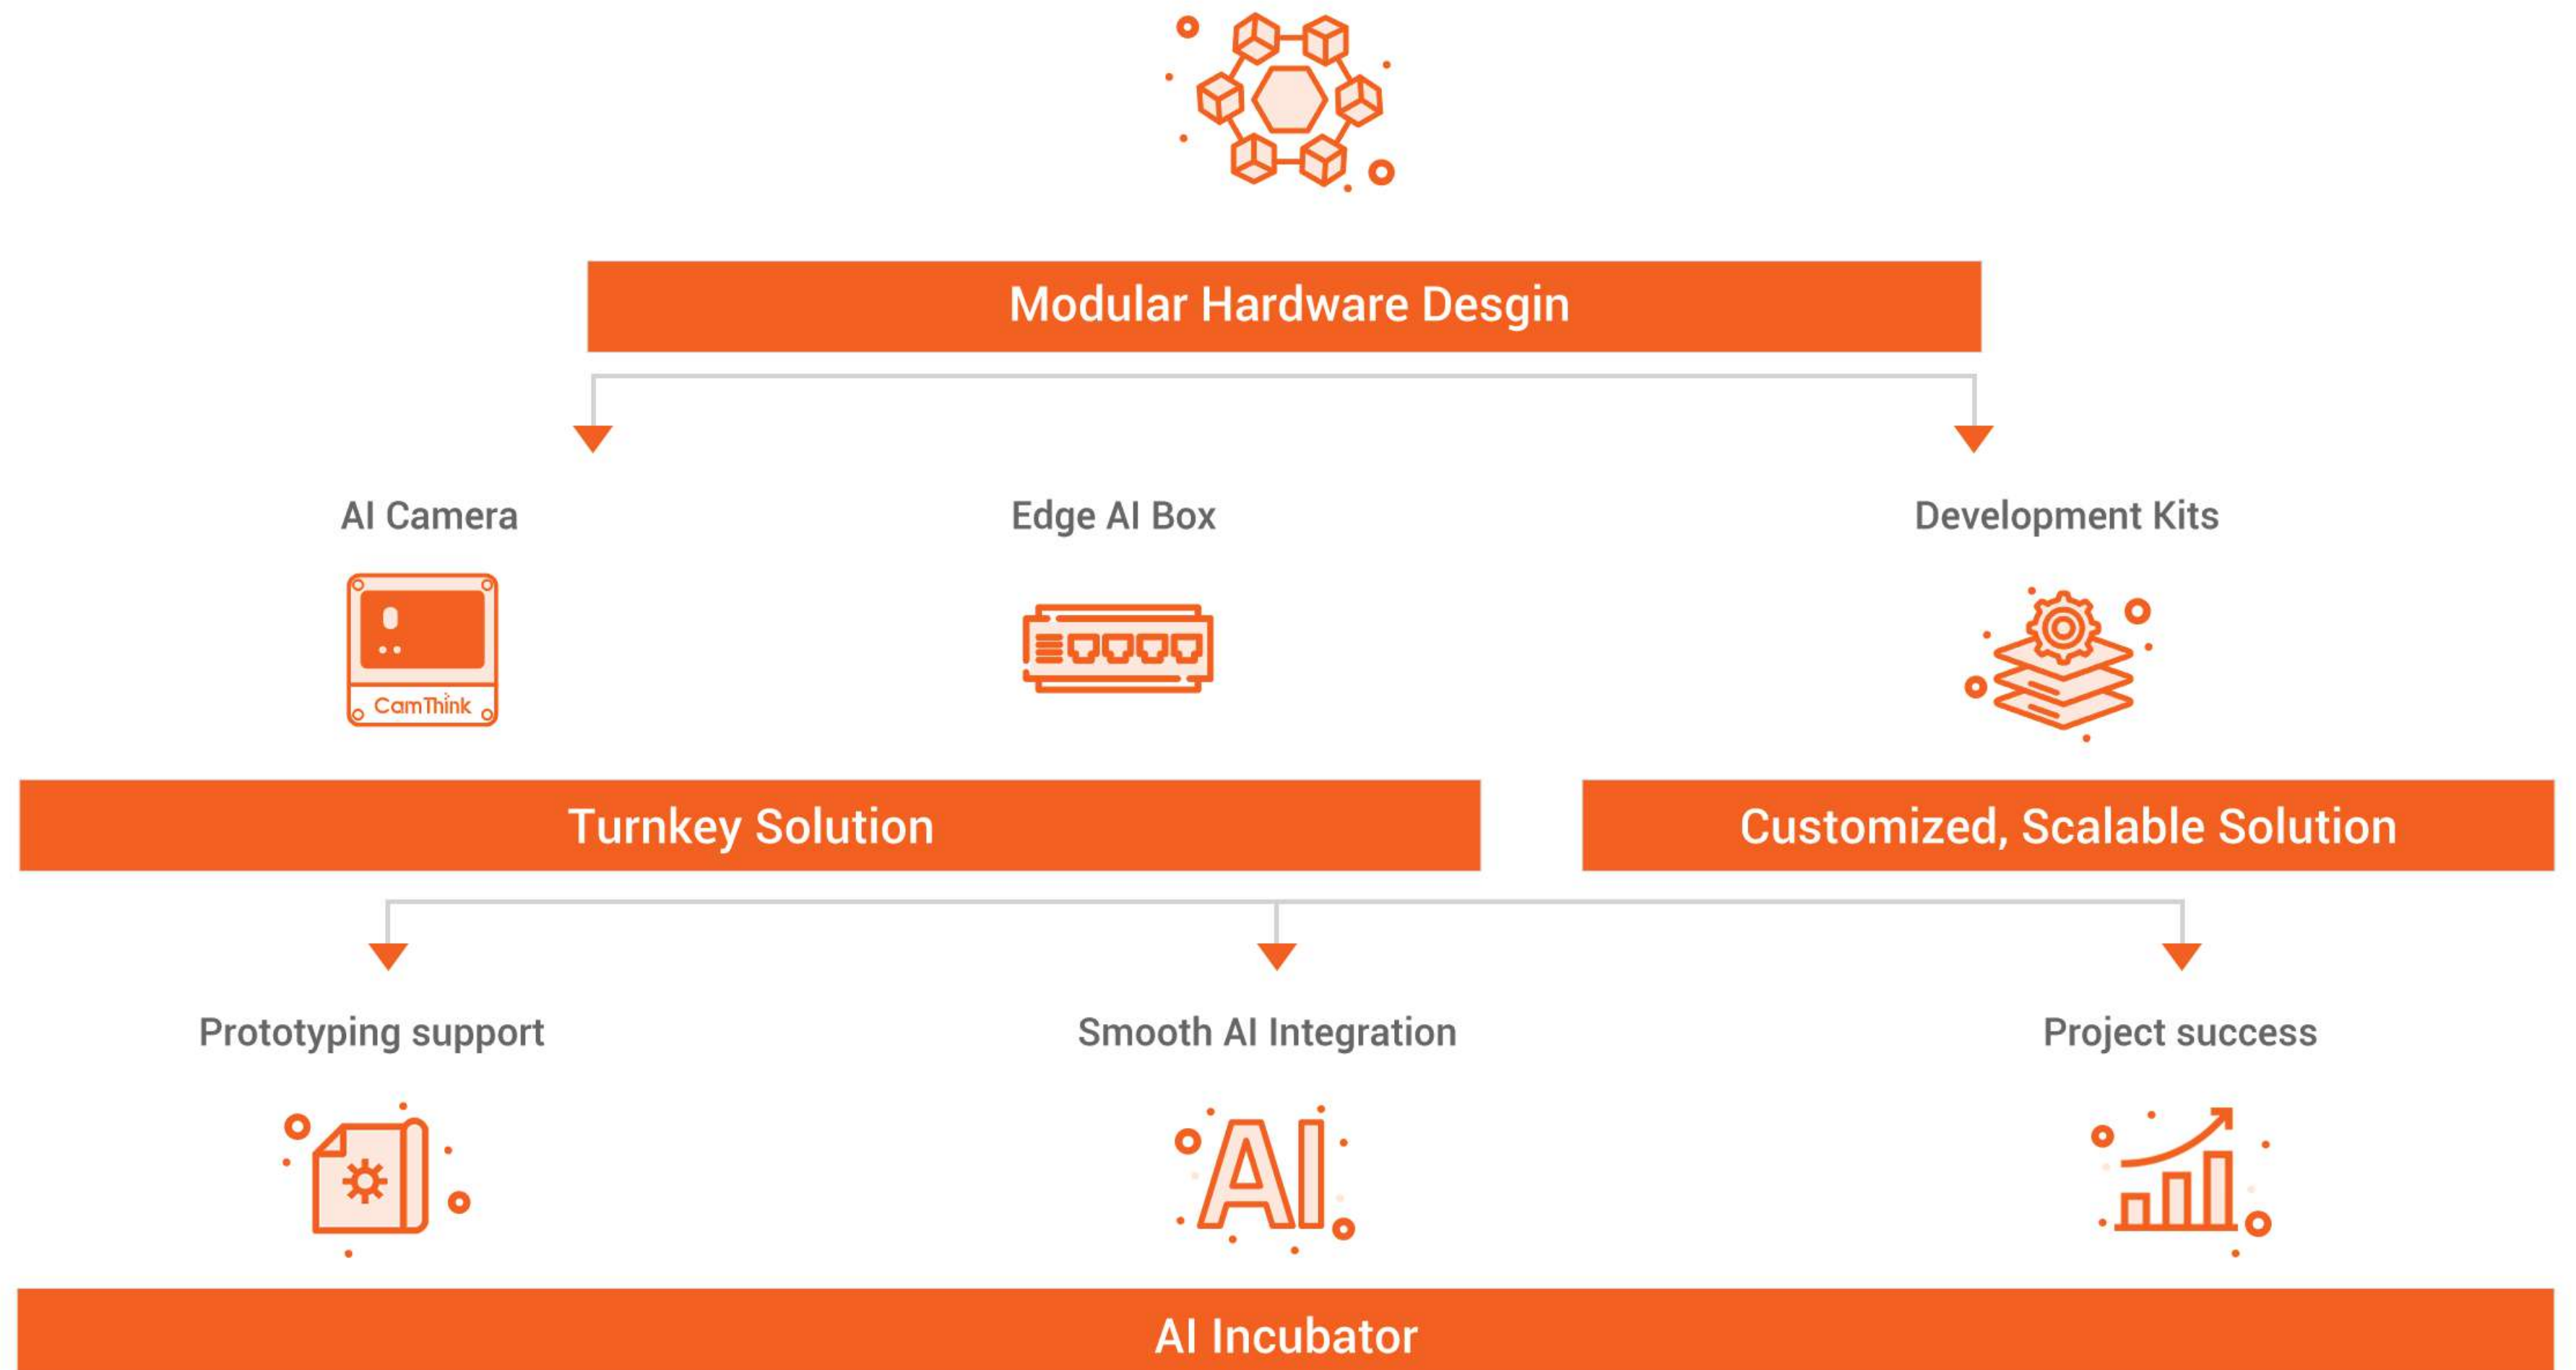 Modular Hardware Desgin
AI Camera
Edge AI Box
Development Kits
CamThink
Turnkey Solution
Customized, Scalable Solution
Prototyping support
Smooth AI Integration
Project success
AI
AI Incubator